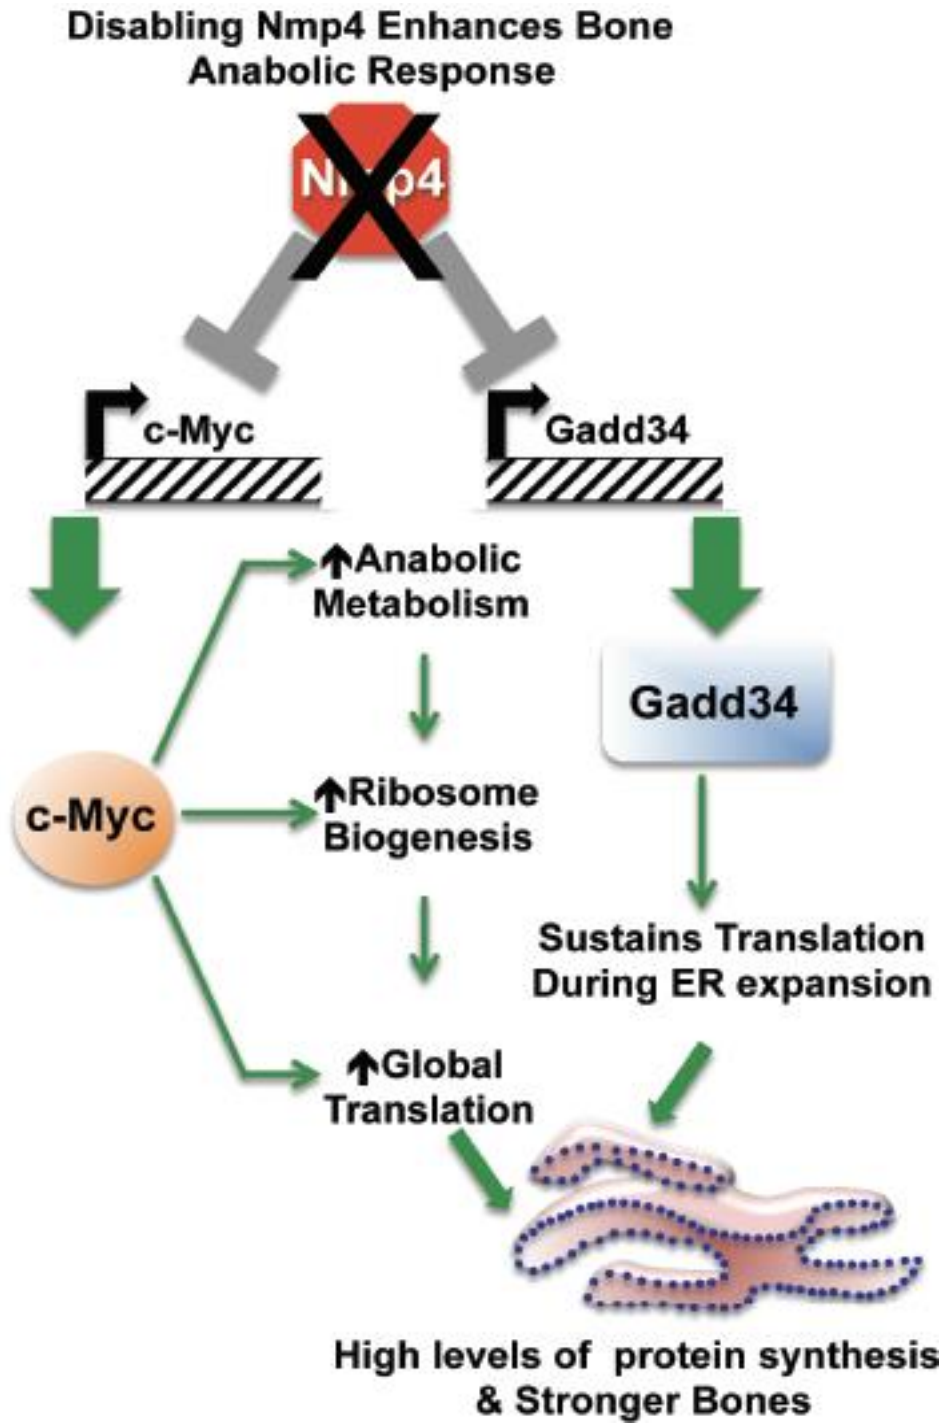 Disabling Nmp4 Enhances Bone
Anabolic Response
Nmp4
c-Myc
Gadd34
↑Anabolic
Metabolism
Gadd34
c-Myc
↑Ribosome
Biogenesis
Sustains Translation
During ER expansion
↑Global
Translation
High levels of protein synthesis
& Stronger Bones